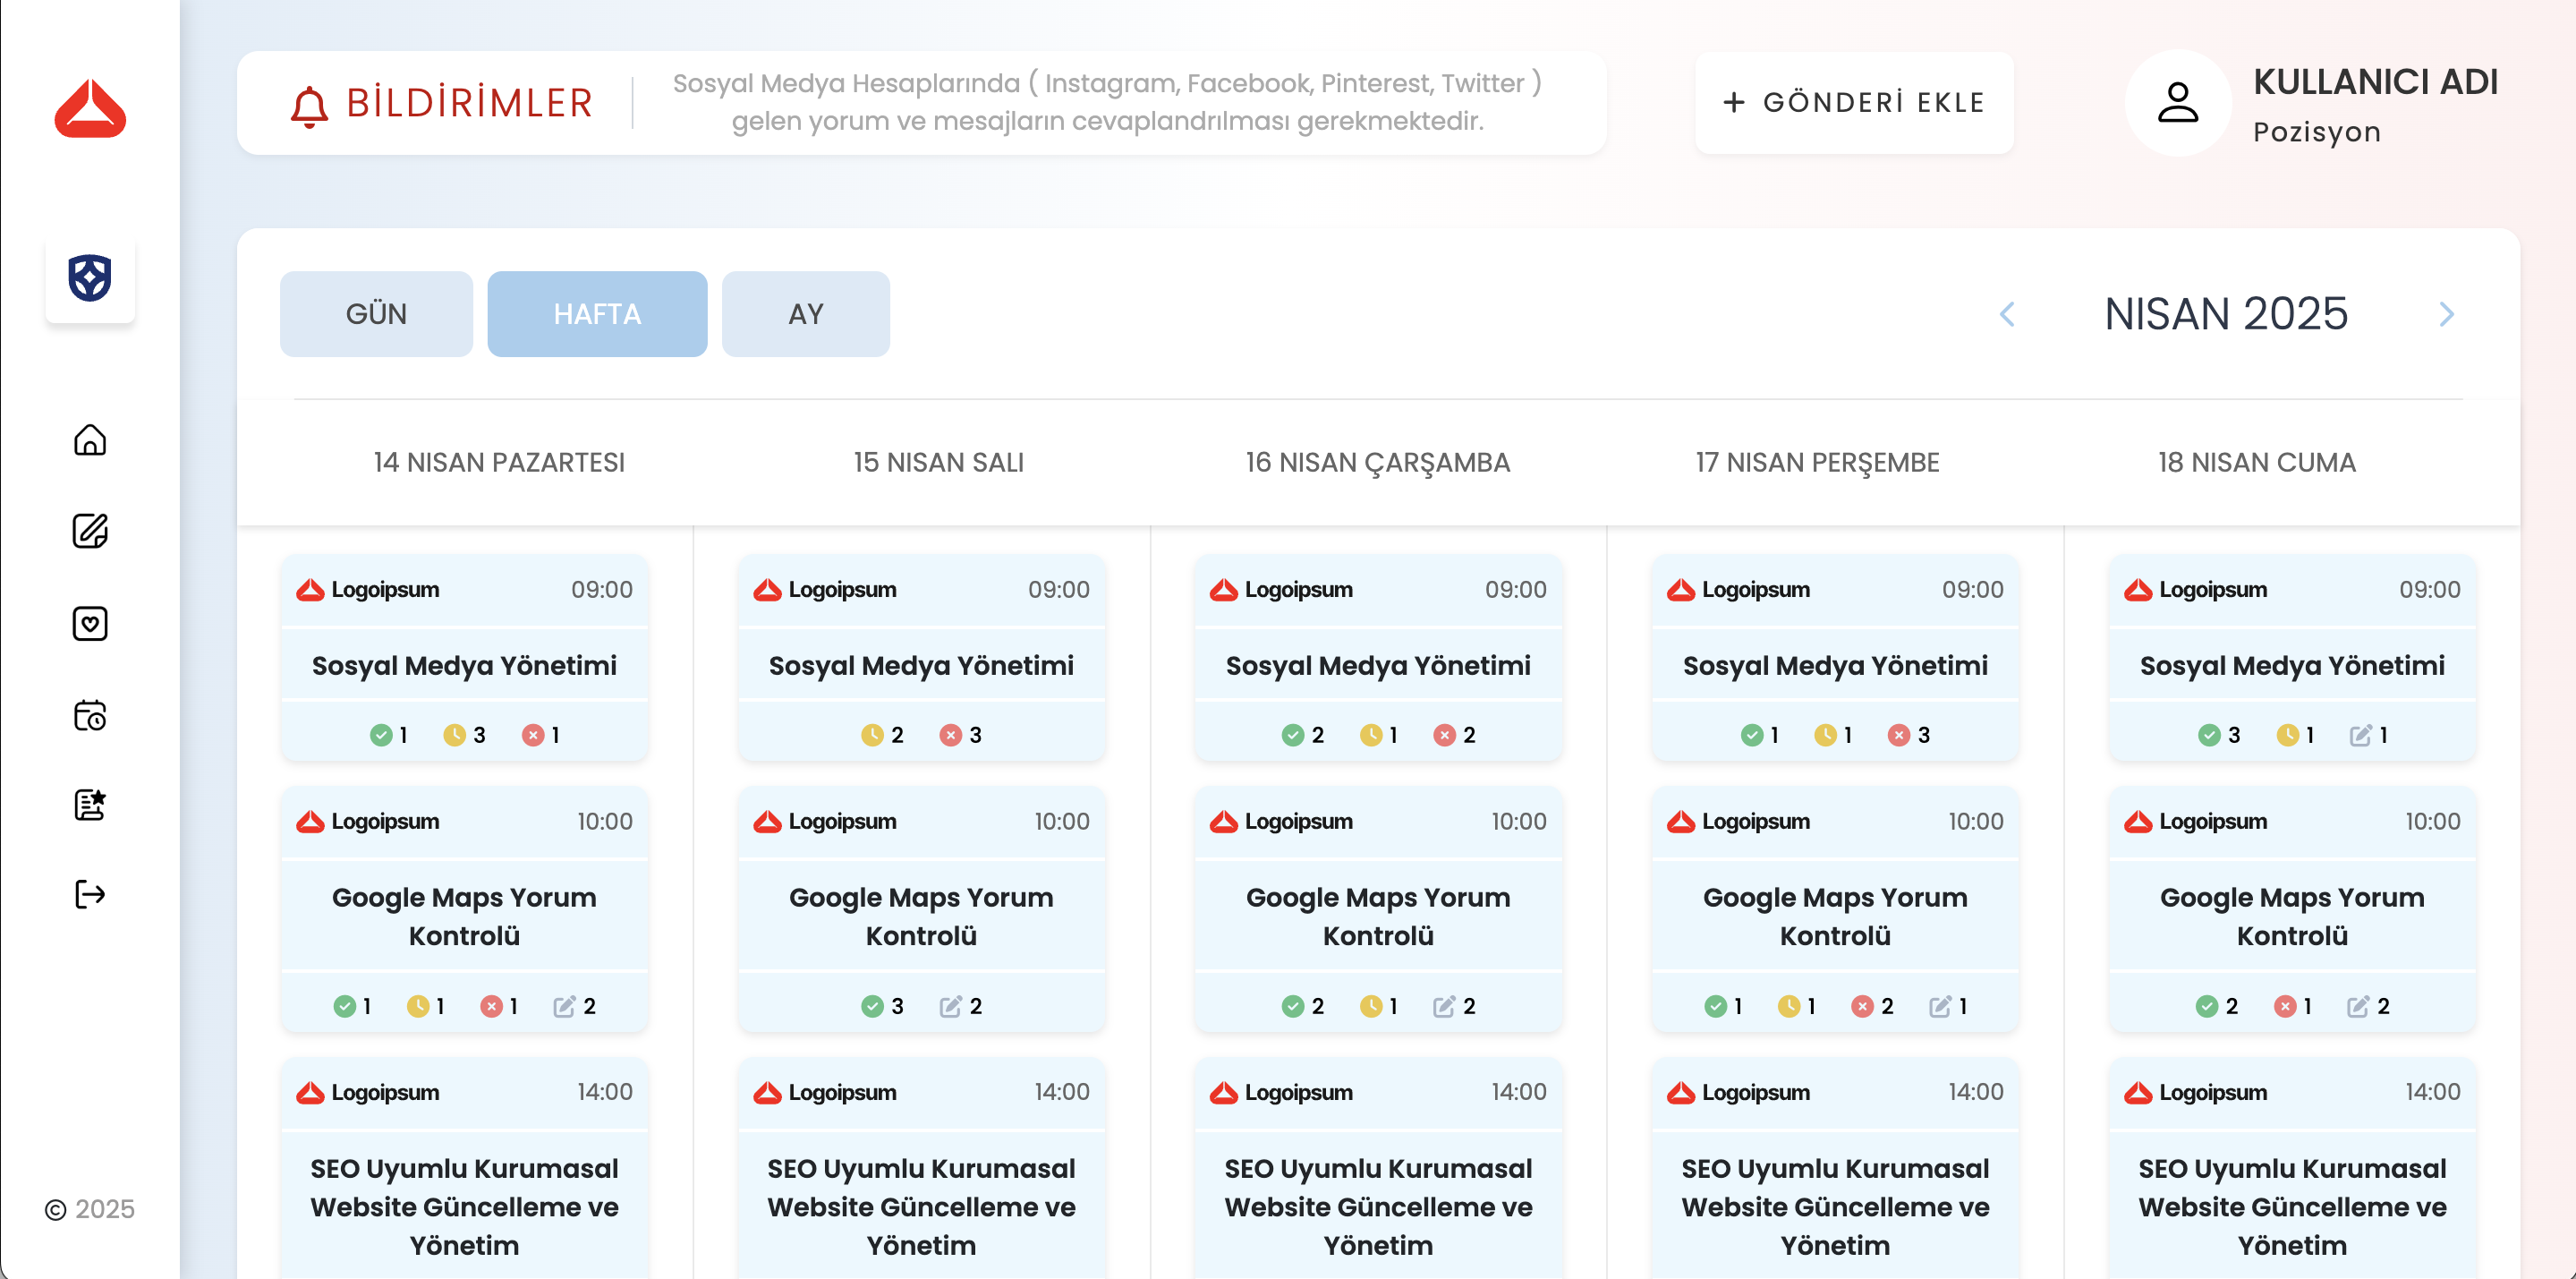 BİLDİRİMLER
Sosyal Medya Hesaplarında ( Instagram, Facebook, Pinterest, Twitter )
gelen yorum ve mesajların cevaplandrılması gerekmektedir.
+ GÖNDERİ EKLE
KULLANICI ADI
Pozisyon
GÜN
HAFTA
AY
NISAN 2025
14 NISAN PAZARTESI
15 NISAN SALI
16 NISAN ÇARŞAMBA
17 NISAN PERŞEMBE
18 NISAN CUMA
Logoipsum 09:00
Sosyal Medya Yönetimi
1 3 1
Logoipsum 10:00
Google Maps Yorum
Kontrolü
1 1 1 2
Logoipsum 14:00
SEO Uyumlu Kurumasal
Website Güncelleme ve
Yönetim
Logoipsum 09:00
Sosyal Medya Yönetimi
2 3
Logoipsum 10:00
Google Maps Yorum
Kontrolü
3 2
Logoipsum 14:00
SEO Uyumlu Kurumasal
Website Güncelleme ve
Yönetim
Logoipsum 09:00
Sosyal Medya Yönetimi
2 1 2
Logoipsum 10:00
Google Maps Yorum
Kontrolü
2 1 2
Logoipsum 14:00
SEO Uyumlu Kurumasal
Website Güncelleme ve
Yönetim
Logoipsum 09:00
Sosyal Medya Yönetimi
1 1 3
Logoipsum 10:00
Google Maps Yorum
Kontrolü
1 1 2 1
Logoipsum 14:00
SEO Uyumlu Kurumasal
Website Güncelleme ve
Yönetim
Logoipsum 09:00
Sosyal Medya Yönetimi
3 1 1
Logoipsum 10:00
Google Maps Yorum
Kontrolü
2 1 2
Logoipsum 14:00
SEO Uyumlu Kurumasal
Website Güncelleme ve
Yönetim
© 2025